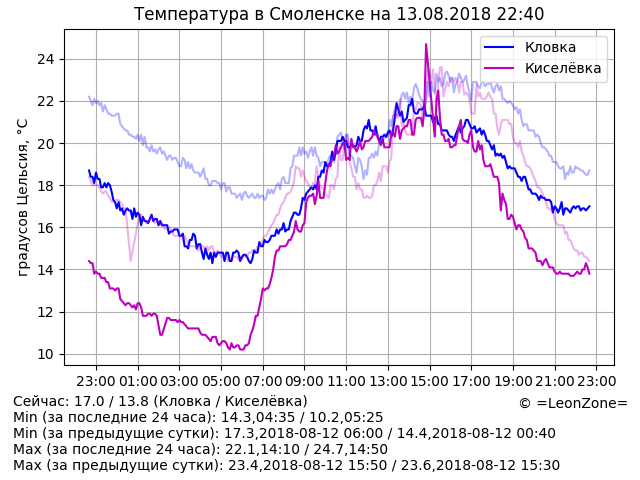 Температура в Смоленске на 13.08.2018 22:40
градусов Цельсия, °C
24
22
20
18
16
14
12
10
Кловка
Киселёвка
23:00 01:00 03:00 05:00 07:00 09:00 11:00 13:00 15:00 17:00 19:00 21:00 23:00
Сейчас: 17.0 / 13.8 (Кловка / Киселёвка)
© =LeonZone=
Min (за последние 24 часа): 14.3,04:35 / 10.2,05:25
Min (за предыдущие сутки): 17.3,2018-08-12 06:00 / 14.4,2018-08-12 00:40
Max (за последние 24 часа): 22.1,14:10 / 24.7,14:50
Max (за предыдущие сутки): 23.4,2018-08-12 15:50 / 23.6,2018-08-12 15:30